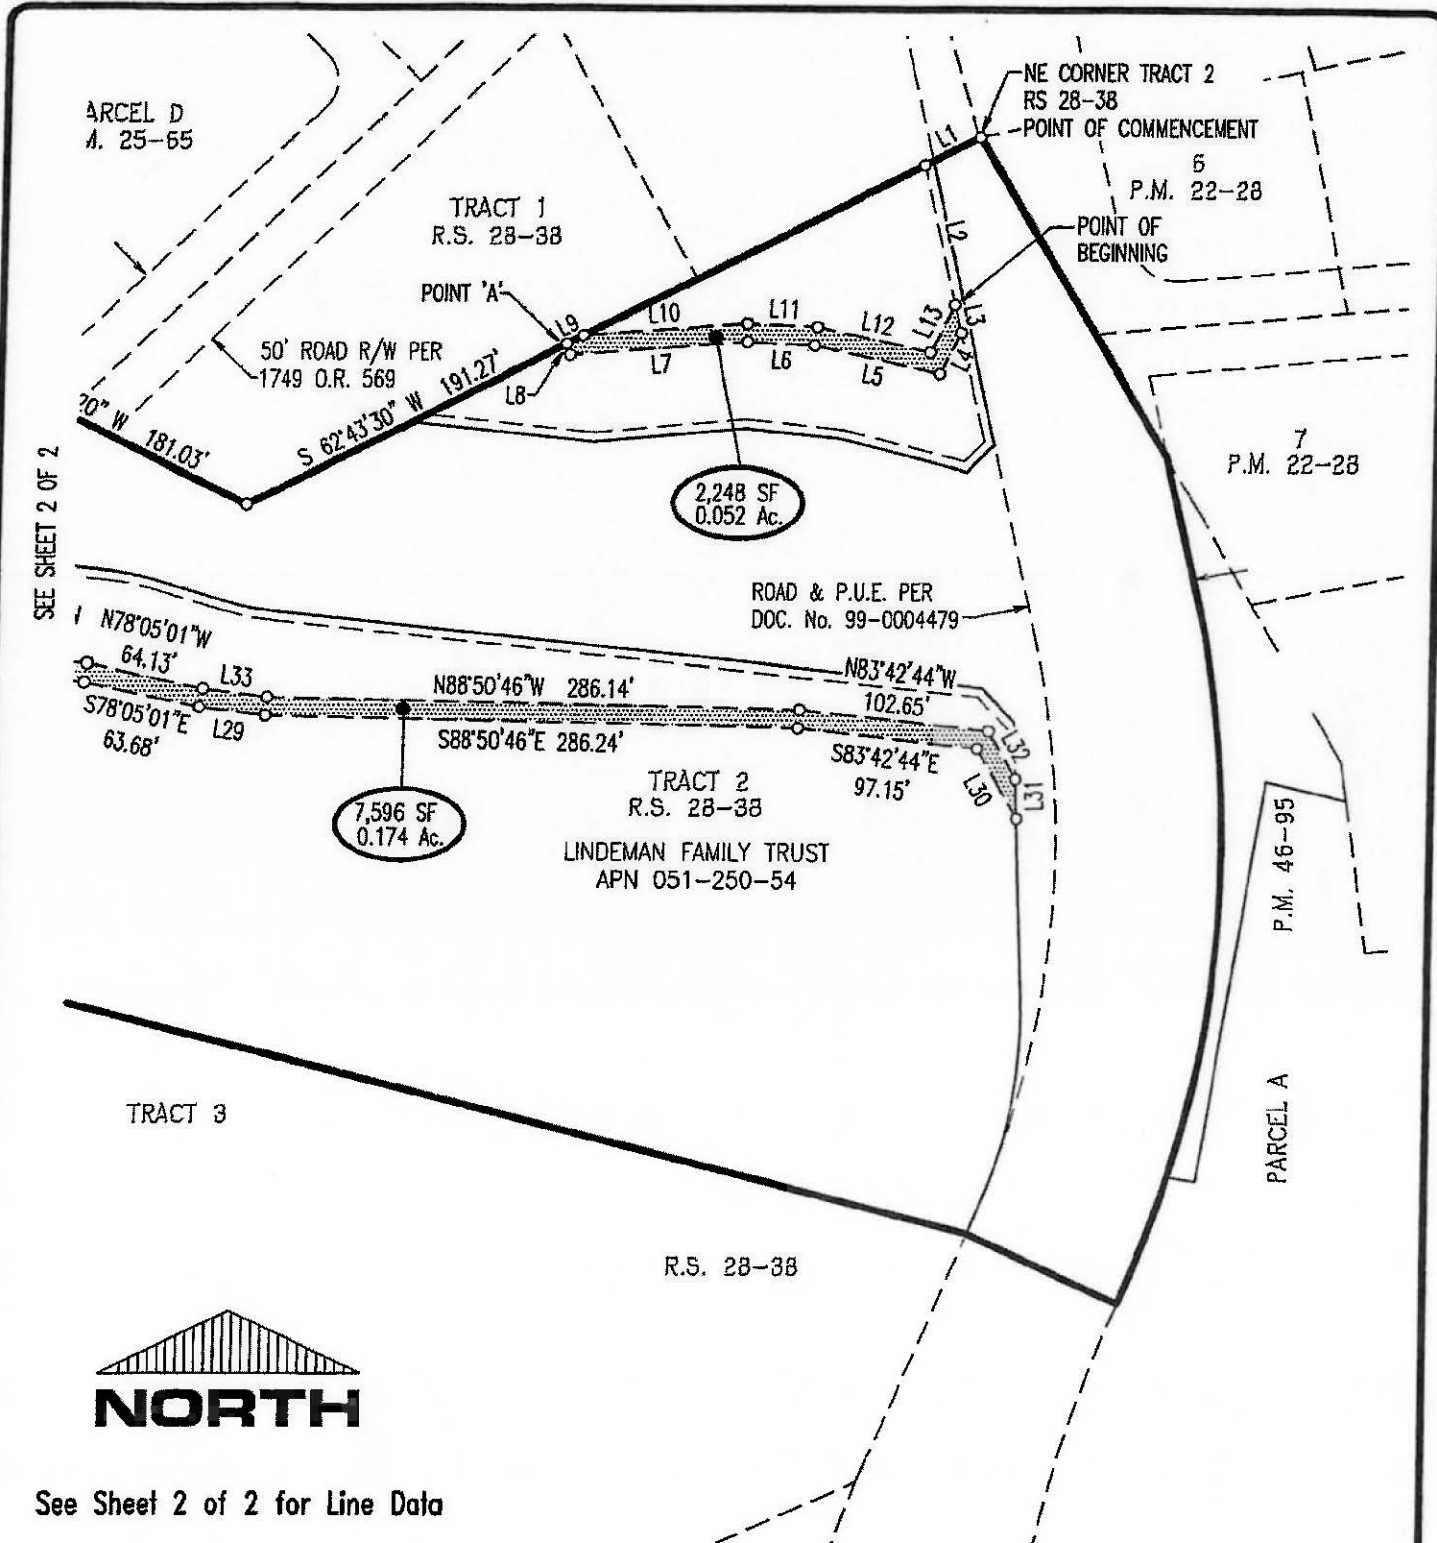 ARCEL D
M. 25-65
NE CORNER TRACT 2
RS 28-38
POINT OF COMMENCEMENT
6
P.M. 22-28
L1
TRACT 1
R.S. 28-38
L2
POINT OF
BEGINNING
POINT 'A'
L9
L10
L11
L12
L13
L3
50' ROAD R/W PER
1749 O.R. 569
L8
L7
L6
L5
L4
20" W 181.03'
S 62°43'30" W 191.27'
7
P.M. 22-28
SEE SHEET 2 OF 2
2,248 SF
0.052 Ac.
ROAD & P.U.E. PER
DOC. No. 99-0004479
N78°05'01"W
64.13'
L33
N88°50'46"W 286.14'
N83°42'44"W
102.65'
S78°05'01"E
63.68'
L29
S88°50'46"E 286.24'
S83°42'44"E
97.15'
L32
L30
L31
7,596 SF
0.174 Ac.
TRACT 2
R.S. 28-38
LINDEMAN FAMILY TRUST
APN 051-250-54
P.M. 46-95
PARCEL A
TRACT 3
R.S. 28-38
NORTH
See Sheet 2 of 2 for Line Data